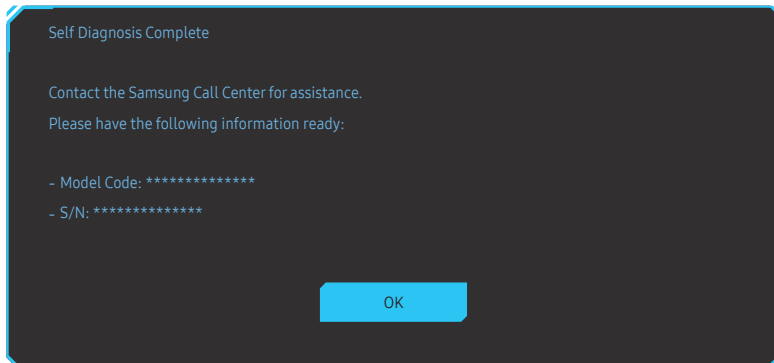 Self Diagnosis Complete
Contact the Samsung Call Center for assistance.
Please have the following information ready:
- Model Code: **************
- S/N: **************
OK